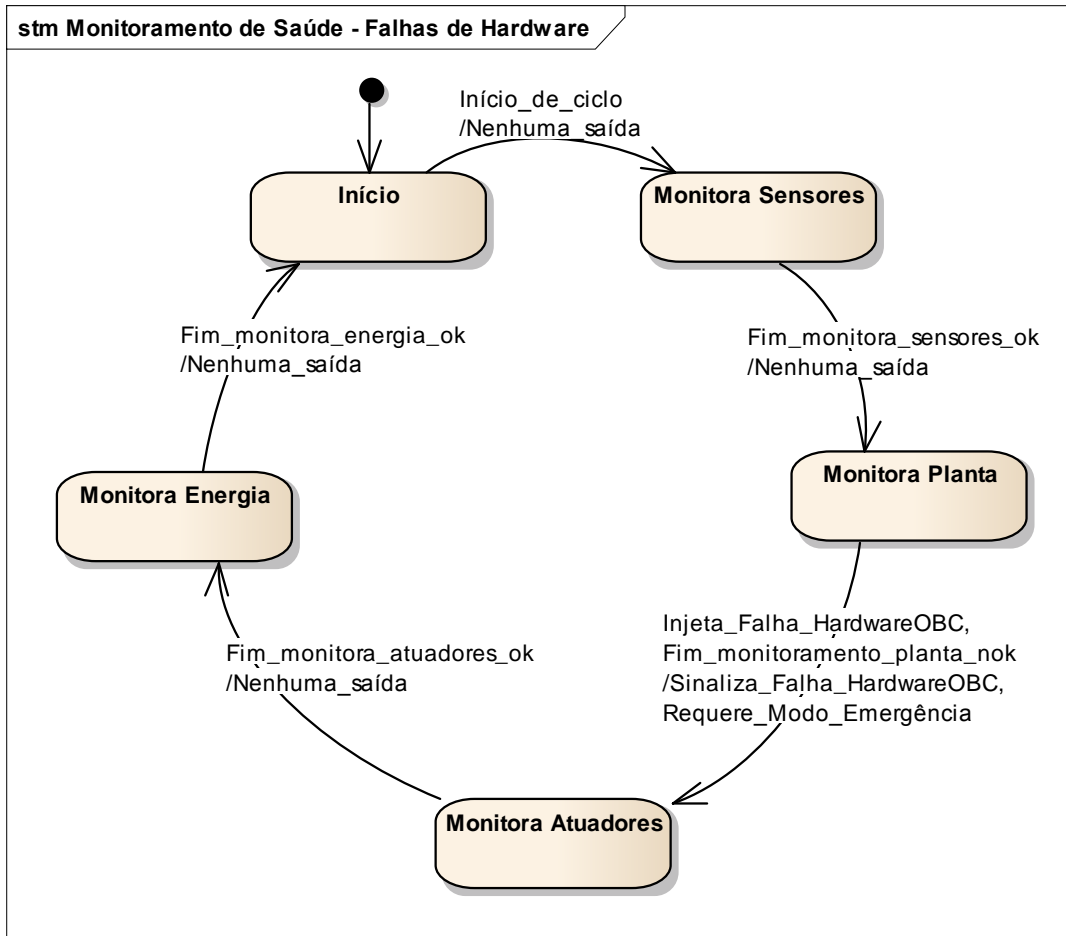 stm Monitoramento de Saúde - Falhas de Hardware
Início_de_ciclo
/Nenhuma_saída
Início
Monitora Sensores
Fim_monitora_energia_ok
/Nenhuma_saída
Fim_monitora_sensores_ok
/Nenhuma_saída
Monitora Energia
Monitora Planta
Fim_monitora_atuadores_ok
/Nenhuma_saída
Injeta_Falha_HardwareOBC,
Fim_monitoramento_planta_nok
/Sinaliza_Falha_HardwareOBC,
Requere_Modo_Emergência
Monitora Atuadores